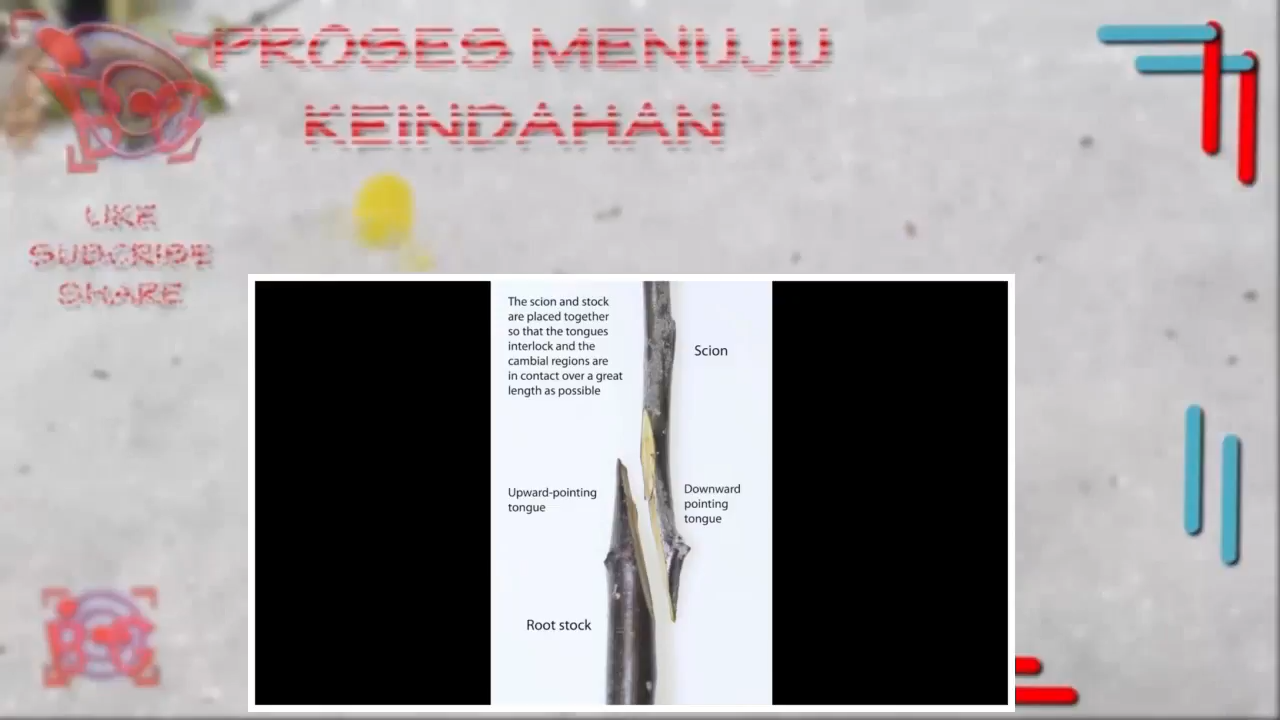 PROSES MENUJU
KEINDAHAN
LIKE
SUBCRIBE
SHARE
The scion and stock
are placed together
so that the tongues
interlock and the
cambial regions are
in contact over a great
length as possible
Scion
Upward-pointing
tongue
Downward
pointing
tongue
Root stock